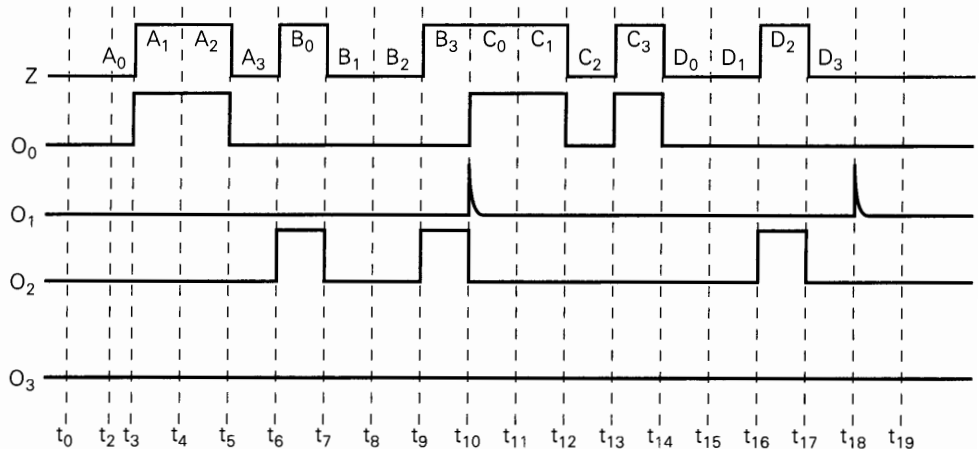 A₀ A₁ A₂ A₃ B₀ B₁ B₂ B₃ C₀ C₁ C₂ C₃ D₀ D₁ D₂ D₃
Z
O₀
O₁
O₂
O₃
t₀ t₂ t₃ t₄ t₅ t₆ t₇ t₈ t₉ t₁₀ t₁₁ t₁₂ t₁₃ t₁₄ t₁₅ t₁₆ t₁₇ t₁₈ t₁₉